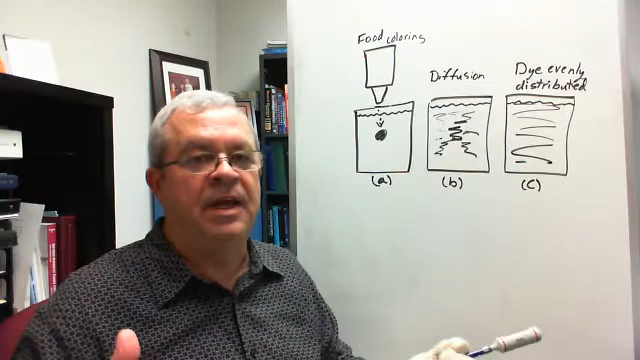 Food coloring
Diffusion
Dye evenly
distributed
(a)
(b)
(c)